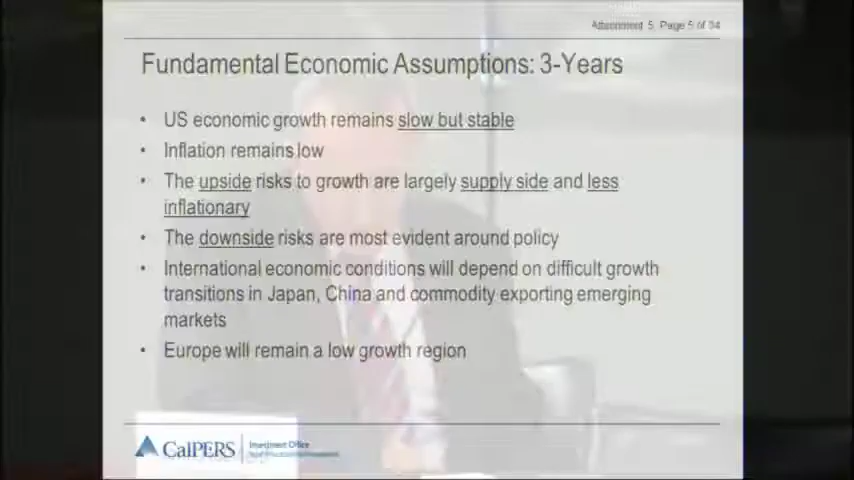 Attachment 5, Page 5 of 34
Fundamental Economic Assumptions: 3-Years
• US economic growth remains slow but stable
• Inflation remains low
• The upside risks to growth are largely supply side and less
inflationary
• The downside risks are most evident around policy
• International economic conditions will depend on difficult growth
transitions in Japan, China and commodity exporting emerging
markets
• Europe will remain a low growth region
CalPERS
Investment Office